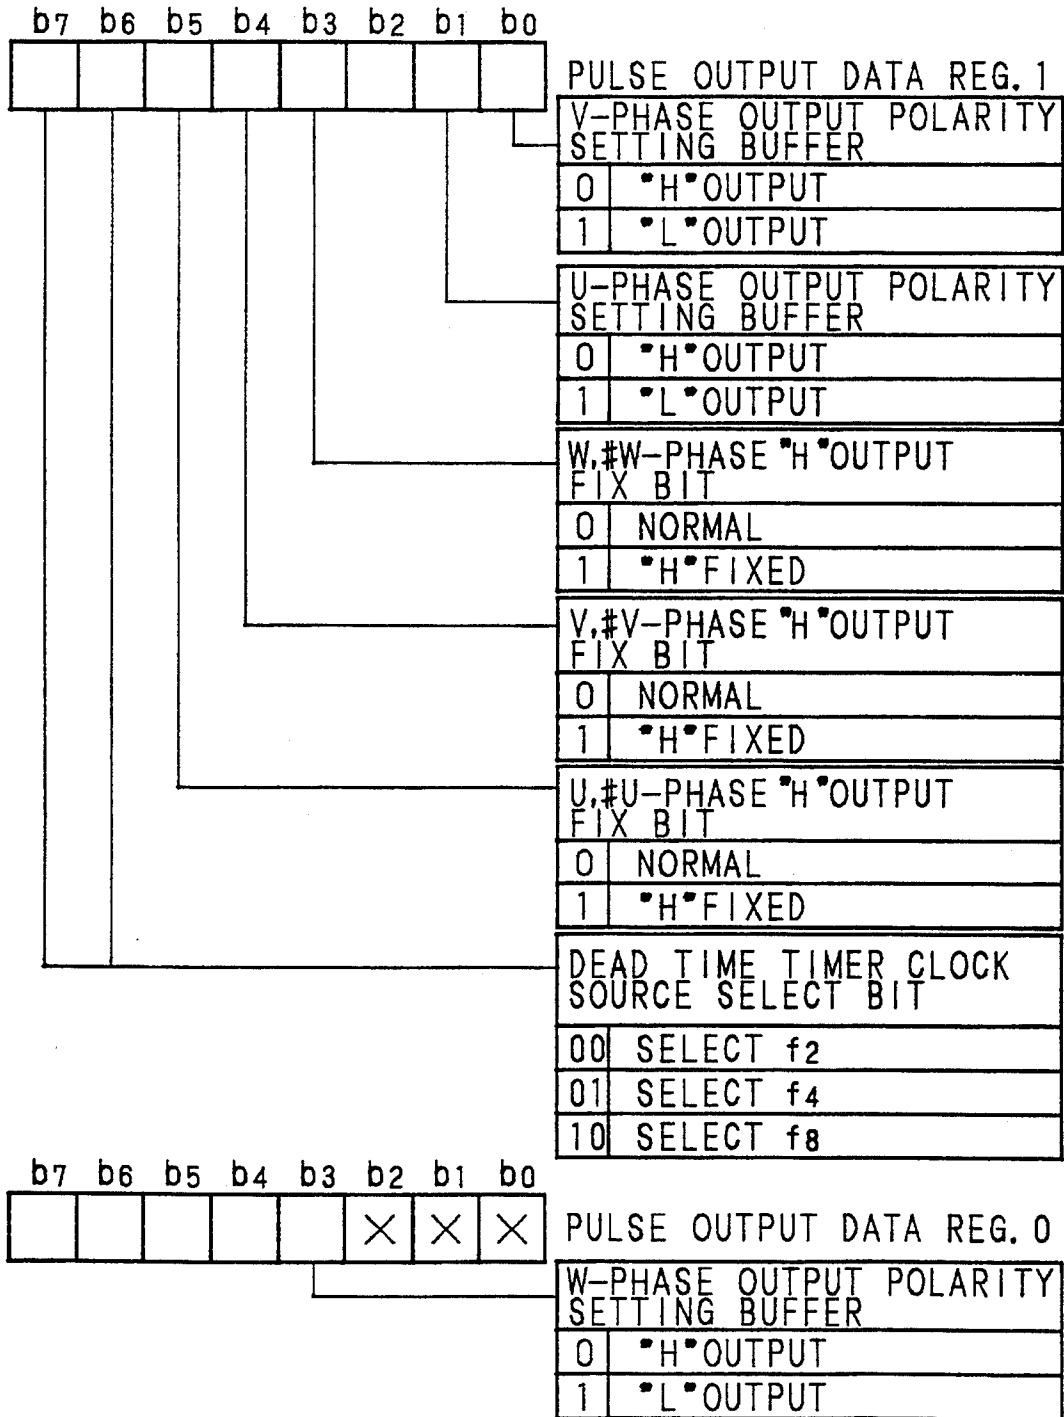 b7 b6 b5 b4 b3 b2 b1 b0
PULSE OUTPUT DATA REG. 1
V-PHASE OUTPUT POLARITY
SETTING BUFFER
0 "H"OUTPUT
1 "L"OUTPUT
U-PHASE OUTPUT POLARITY
SETTING BUFFER
0 "H"OUTPUT
1 "L"OUTPUT
W,#W-PHASE"H"OUTPUT
FIX BIT
0 NORMAL
1 "H"FIXED
V,#V-PHASE"H"OUTPUT
FIX BIT
0 NORMAL
1 "H"FIXED
U,#U-PHASE"H"OUTPUT
FIX BIT
0 NORMAL
1 "H"FIXED
DEAD TIME TIMER CLOCK
SOURCE SELECT BIT
00 SELECT f2
01 SELECT f4
10 SELECT f8
b7 b6 b5 b4 b3 b2 b1 b0
X X X PULSE OUTPUT DATA REG. 0
W-PHASE OUTPUT POLARITY
SETTING BUFFER
0 "H"OUTPUT
1 "L"OUTPUT